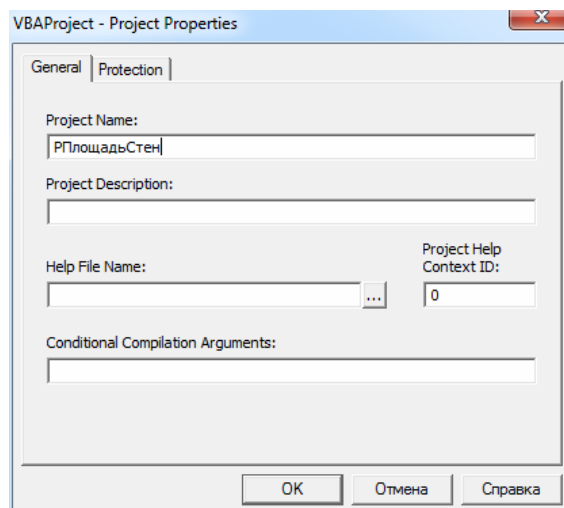 VBAProject - Project Properties
General Protection
Project Name:
РПлощадьСтен
Project Description:
Project Help
Help File Name: Context ID:
... 0
Conditional Compilation Arguments:
OK Отмена Справка